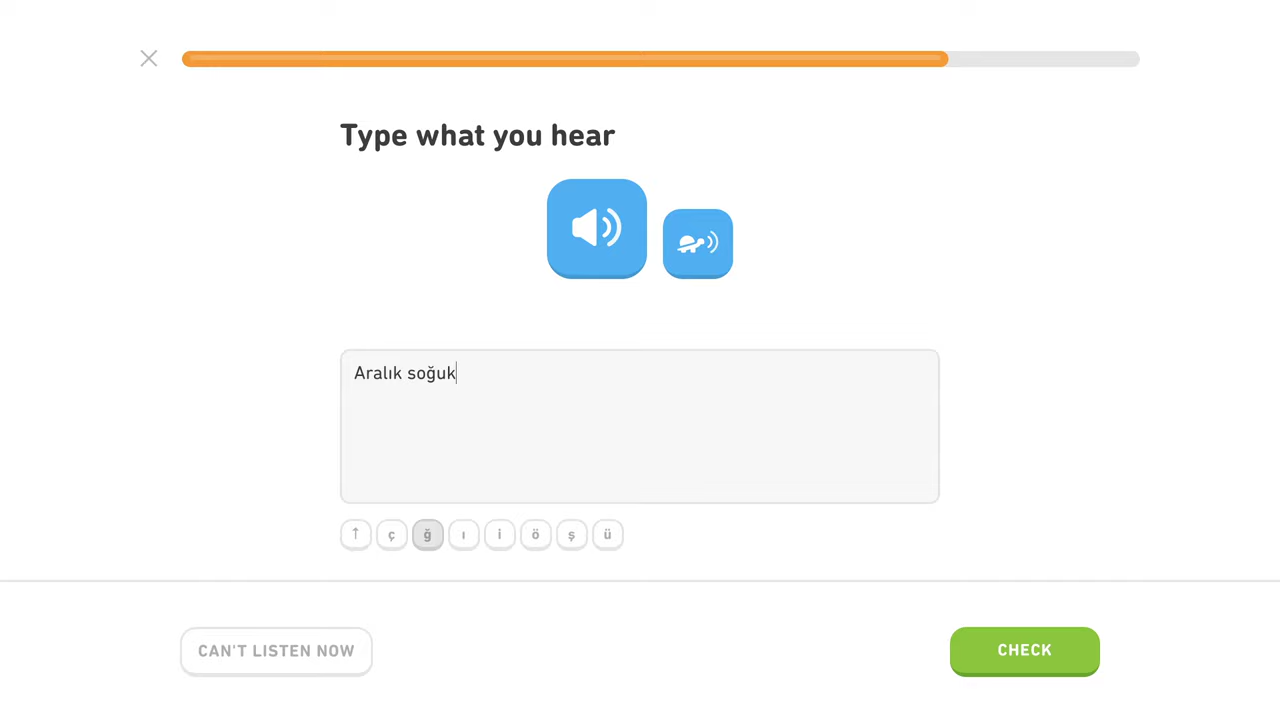 Type what you hear
Aralık soğuk
↑ ç ğ ı i ö ş ü
CAN'T LISTEN NOW
CHECK